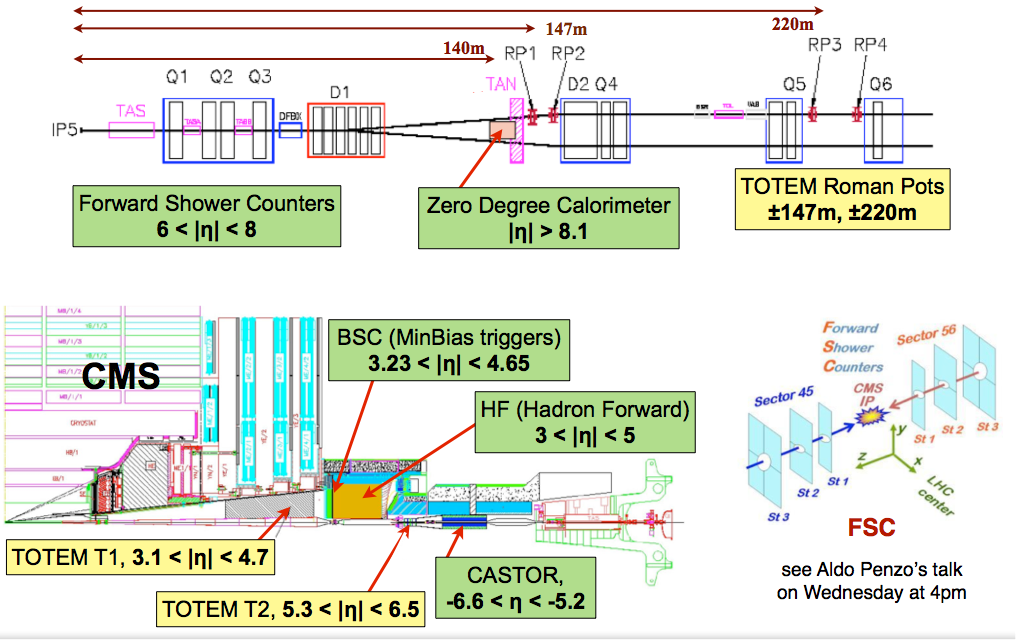 220m
147m
140m
RP1
RP2
RP3
RP4
Q1
Q2
Q3
D1
TAN
D2 Q4
Q5
Q6
TAS
DFBX
IP5
Forward Shower Counters
6 < |η| < 8
Zero Degree Calorimeter
|η| > 8.1
TOTEM Roman Pots
±147m, ±220m
BSC (MinBias triggers)
3.23 < |η| < 4.65
CMS
HF (Hadron Forward)
3 < |η| < 5
TOTEM T1, 3.1 < |η| < 4.7
TOTEM T2, 5.3 < |η| < 6.5
CASTOR,
-6.6 < η < -5.2
Forward
Shower
Counters
Sector 56
CMS
IP
Sector 45
St 1
St 2
St 3
St 1
St 2
St 3
y
z
x
LHC
center
FSC
see Aldo Penzo's talk
on Wednesday at 4pm